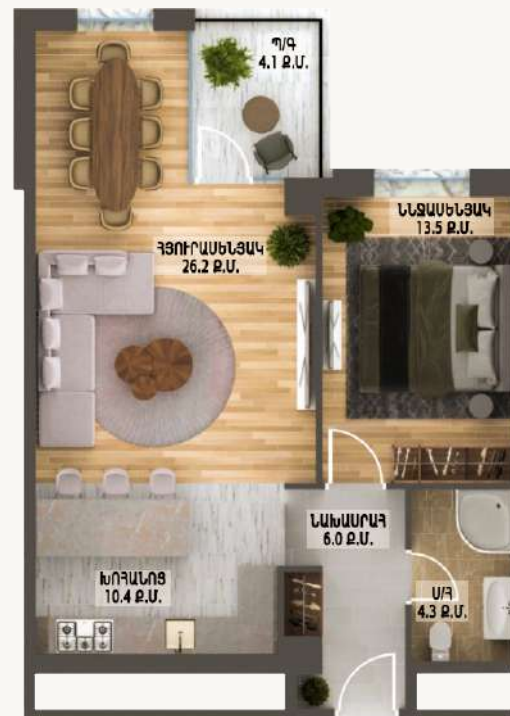 Պ/Գ
4.1 Ք.Մ.
ՆՆՋԱՍԵՆՅԱԿ
13.5 Ք.Մ.
ՀՅՈՒՐԱՍԵՆՅԱԿ
26.2 Ք.Մ.
ՆԱԽԱՍՐԱՀ
6.0 Ք.Մ.
ԽՈՀԱՆՈՑ
10.4 Ք.Մ.
Ս/Հ
4.3 Ք.Մ.